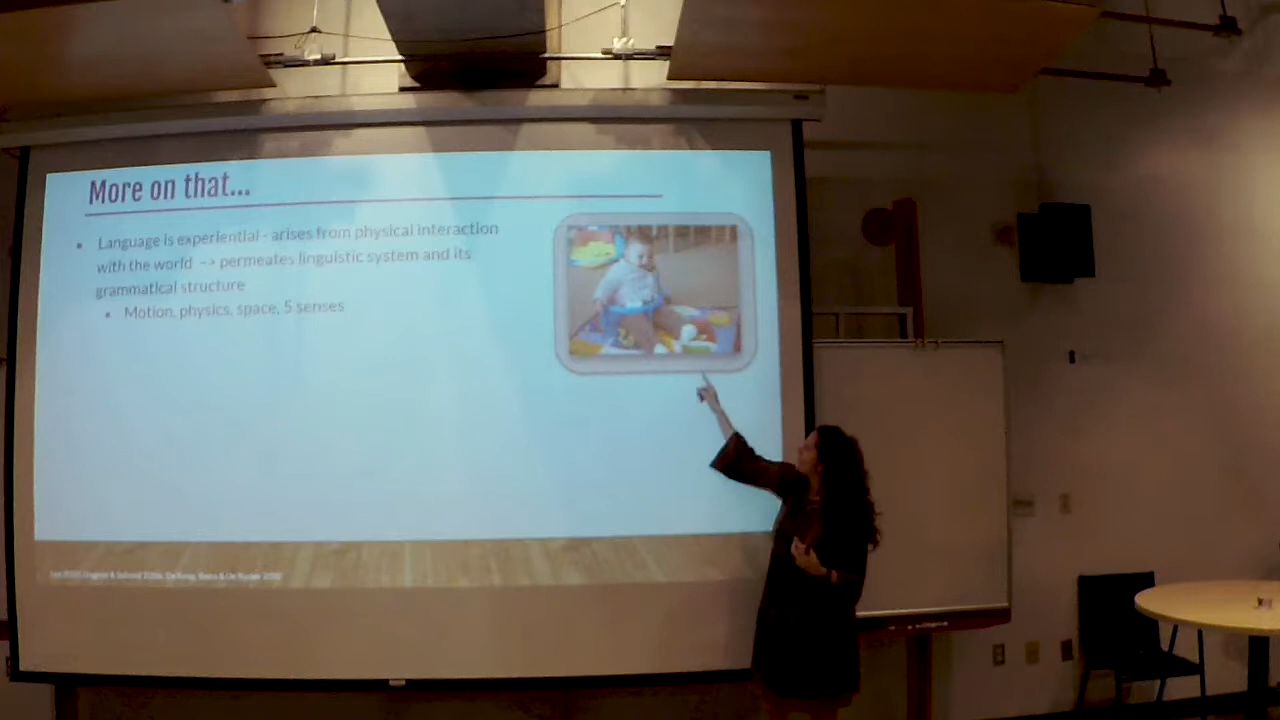 More on that...
• Language is experiential - arises from physical interaction
with the world -> permeates linguistic system and its
grammatical structure
• Motion, physics, space, 5 senses